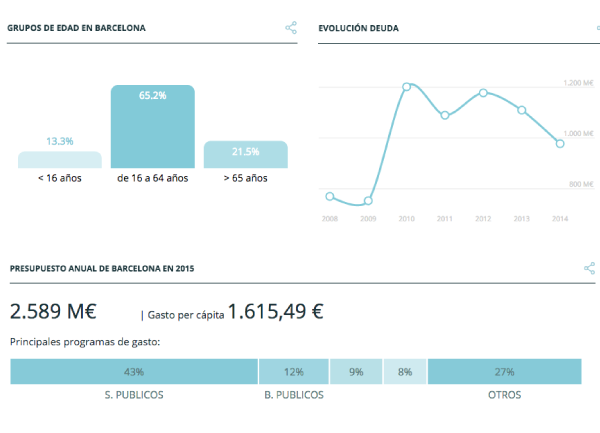 GRUPOS DE EDAD EN BARCELONA
65.2%
13.3%
21.5%
< 16 años
de 16 a 64 años
> 65 años
EVOLUCIÓN DEUDA
1.200 M€
1.000 M€
800 M€
2008 2009 2010 2011 2012 2013 2014
PRESUPUESTO ANUAL DE BARCELONA EN 2015
2.589 M€ | Gasto per cápita 1.615,49 €
Principales programas de gasto:
43% 12% 9% 8% 27%
S. PUBLICOS B. PUBLICOS OTROS